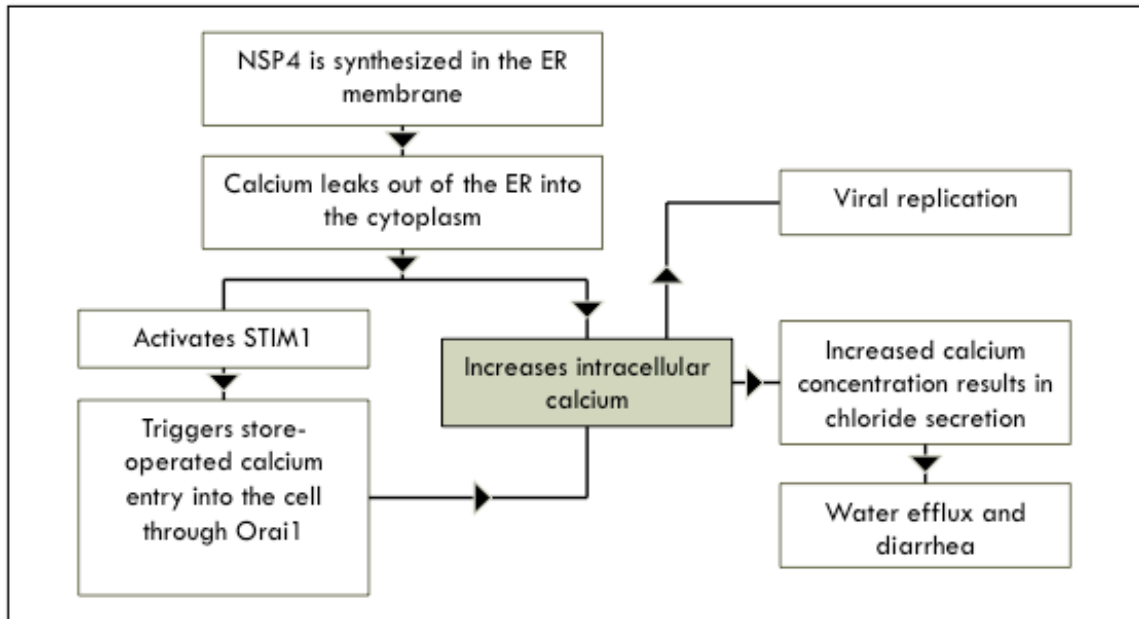 NSP4 is synthesized in the ER
membrane
Calcium leaks out of the ER into
the cytoplasm
Viral replication
Activates STIM1
Increases intracellular
calcium
Increased calcium
concentration results in
chloride secretion
Triggers store-
operated calcium
entry into the cell
through Orai1
Water efflux and
diarrhea